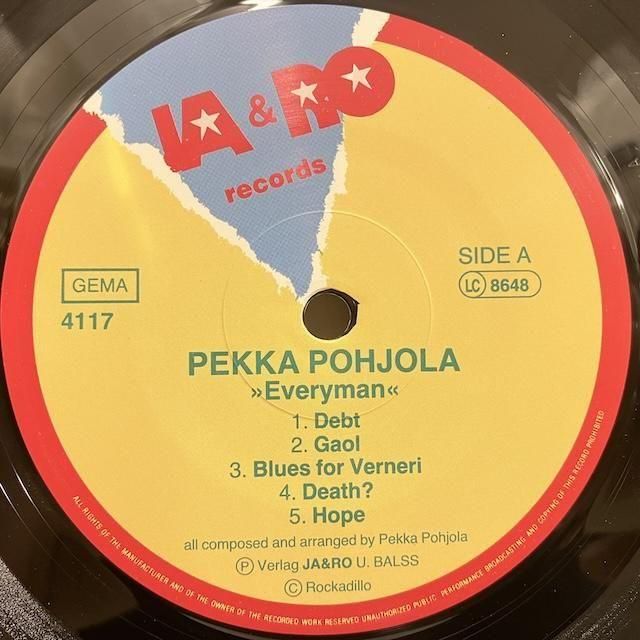 JA & RO
records
GEMA
4117
SIDE A
LC 8648
PEKKA POHJOLA
»Everyman«
1. Debt
2. Gaol
3. Blues for Verneri
4. Death?
5. Hope
all composed and arranged by Pekka Pohjola
Ⓟ Verlag JA&RO U. BALSS
© Rockadillo
ALL RIGHTS OF THE MANUFACTURER AND OF THE OWNER OF THE RECORDED WORK RESERVED UNAUTHORIZED PUBLIC PERFORMANCE BROADCASTING AND COPYING OF THIS RECORD PROHIBITED